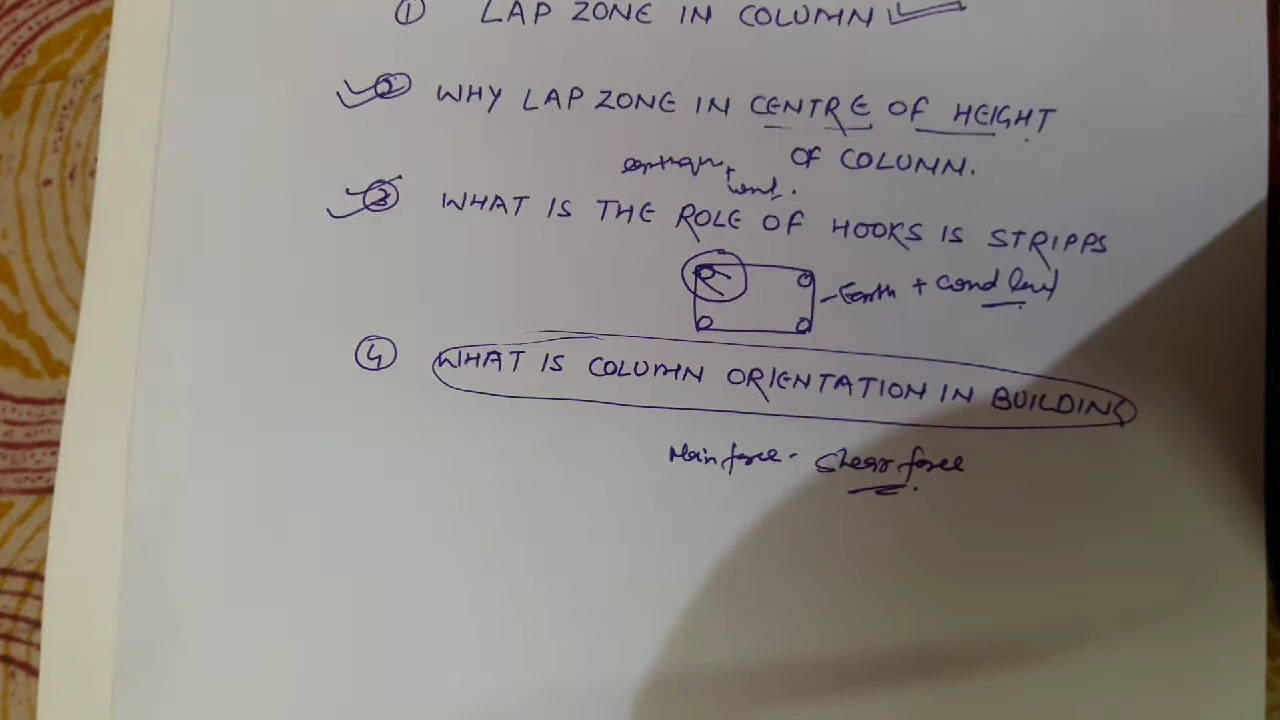 ① LAP ZONE IN COLUMN
② WHY LAP ZONE IN CENTRE OF HEIGHT
OF COLUMN.
③ WHAT IS THE ROLE OF HOOKS IS STRIPPS
Earth +
④ WHAT IS COLUMN ORIENTATION IN BUILDING
Main force - Shear force